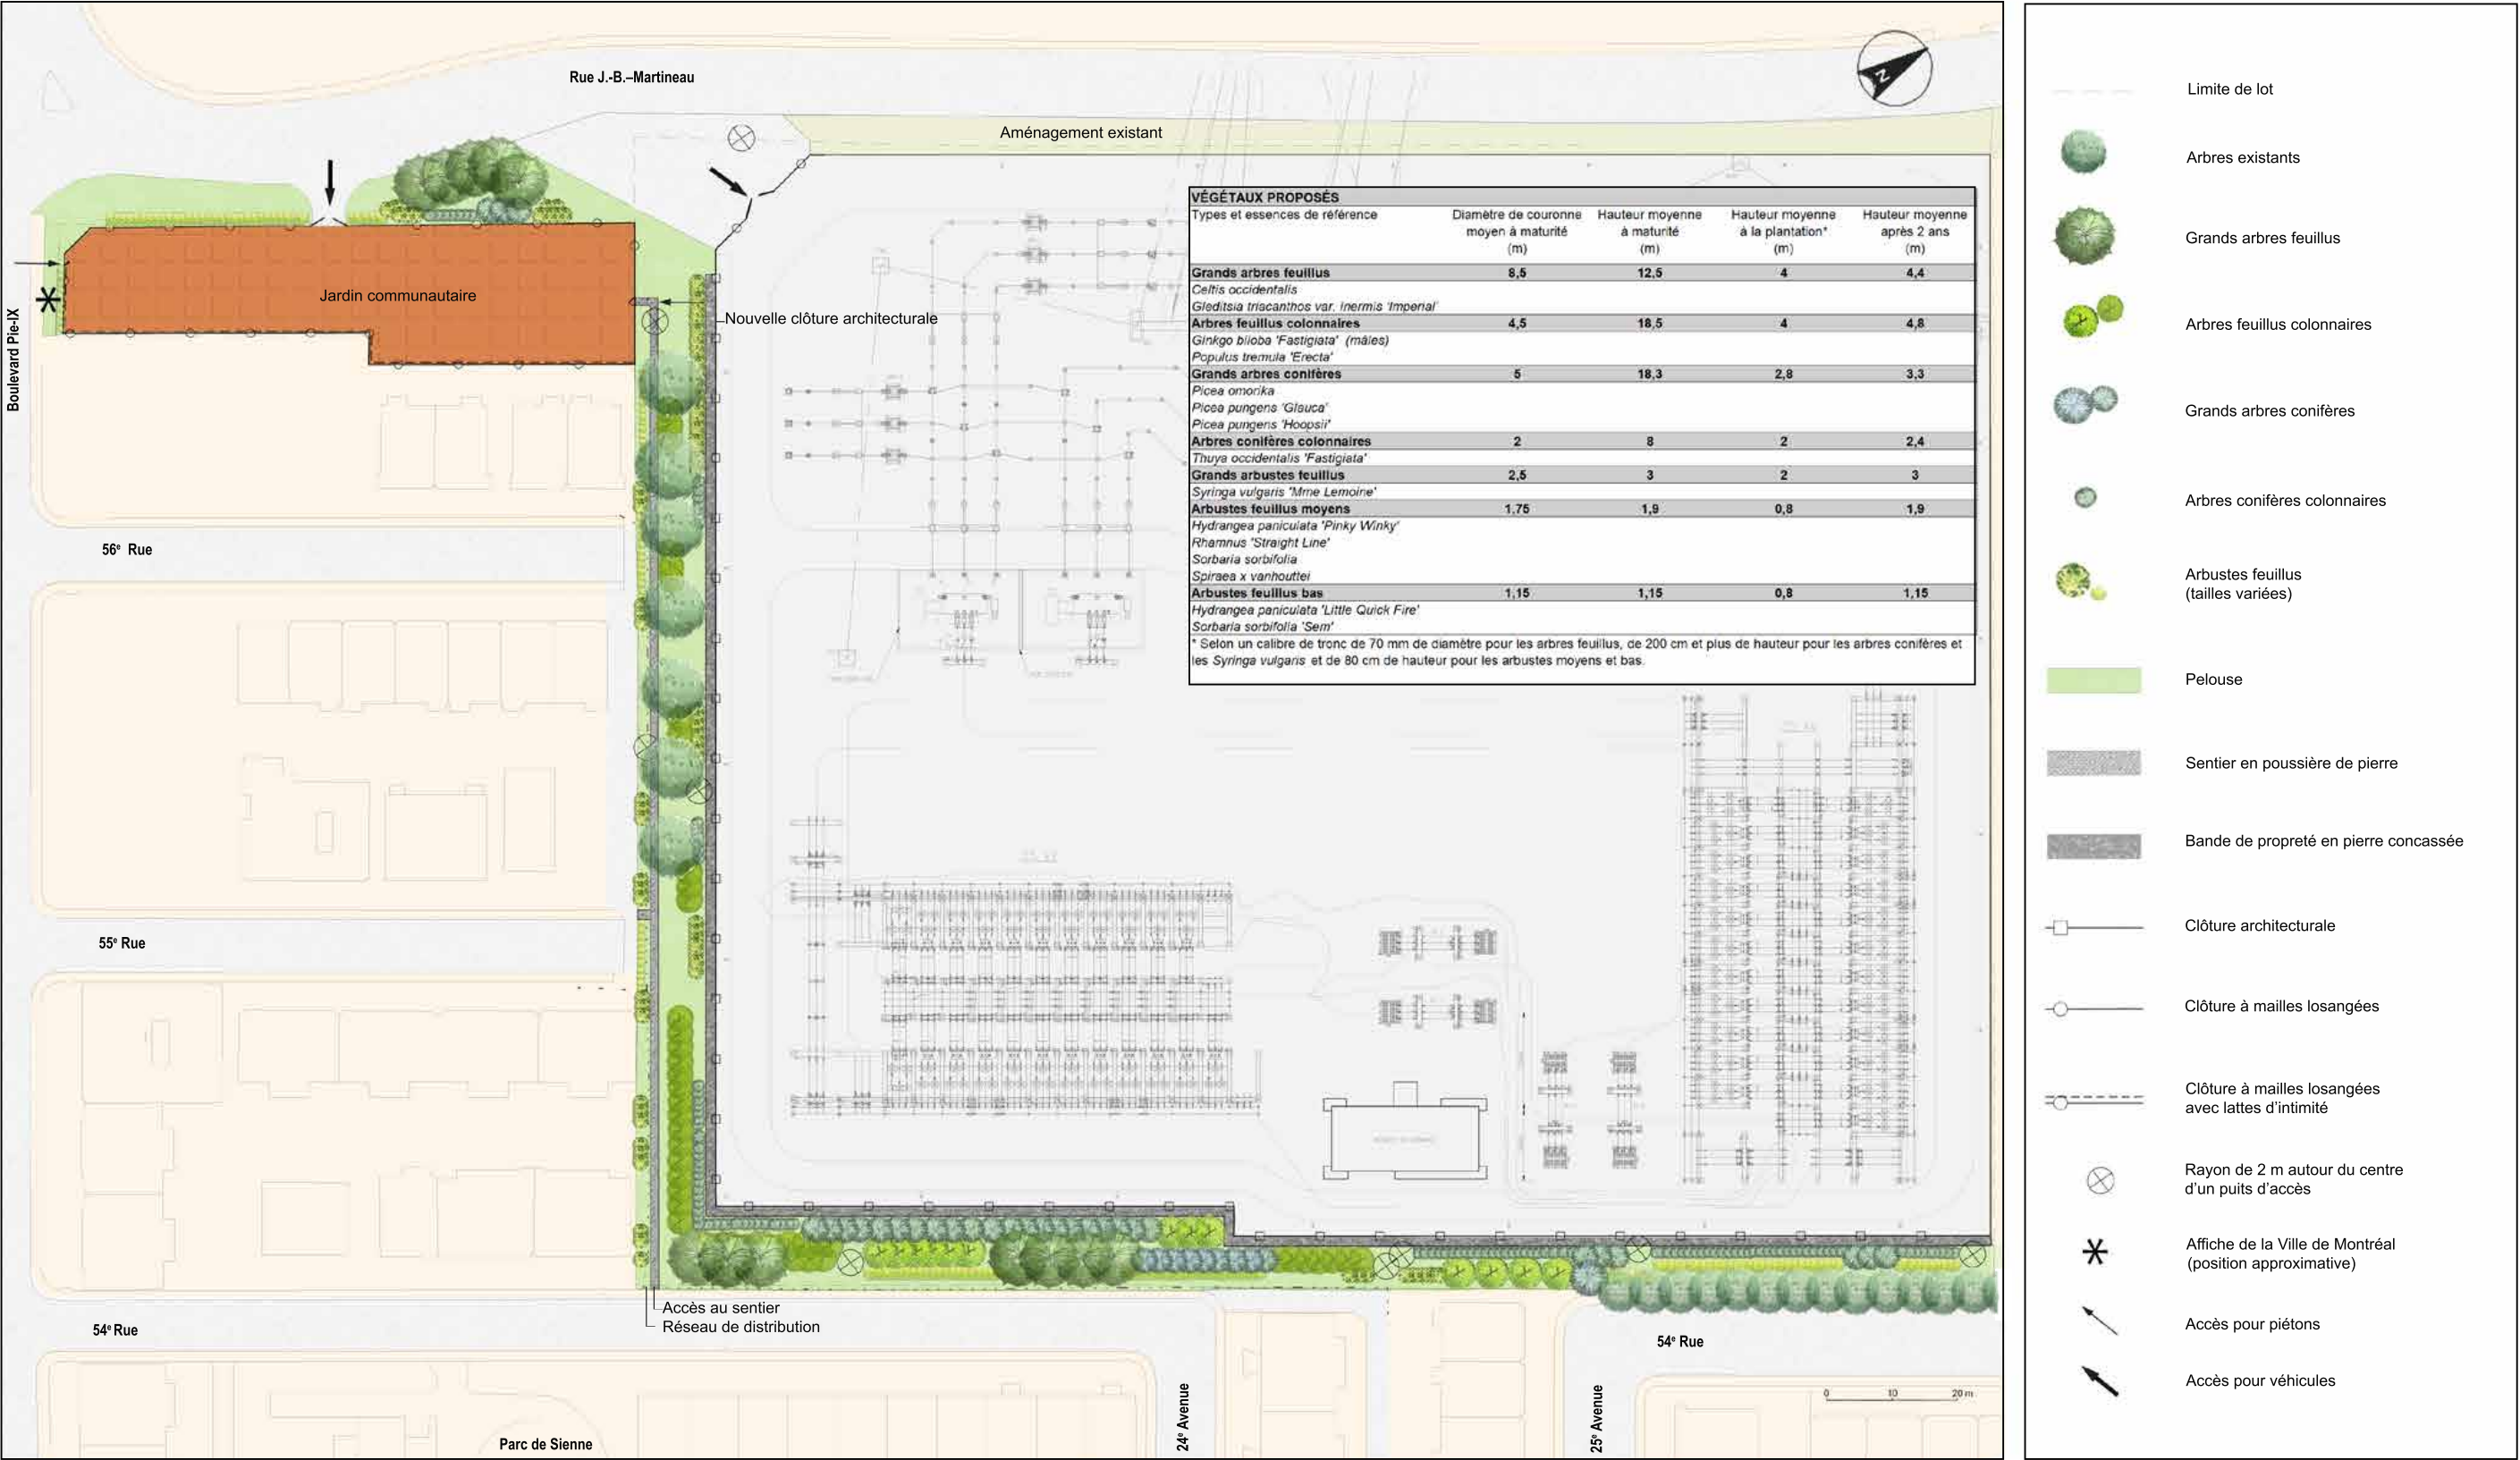 Rue J.-B.–Martineau
N
Aménagement existant
Jardin communautaire
Nouvelle clôture architecturale
Boulevard Pie-IX
56e Rue
55e Rue
54e Rue
Accès au sentier
Réseau de distribution
54e Rue
24e Avenue
25e Avenue
Parc de Sienne
0 10 20 m
VÉGÉTAUX PROPOSÉS
Types et essences de référence Diamètre de couronne moyen à maturité (m) Hauteur moyenne à maturité (m) Hauteur moyenne à la plantation* (m) Hauteur moyenne après 2 ans (m)
Grands arbres feuillus 8,5 12,5 4 4,4
Celtis occidentalis
Gleditsia triacanthos var. inermis 'Imperial'
Arbres feuillus colonnaires 4,5 18,5 4 4,8
Ginkgo biloba 'Fastigiata' (mâles)
Populus tremula 'Erecta'
Grands arbres conifères 5 18,3 2,8 3,3
Picea omorika
Picea pungens 'Glauca'
Picea pungens 'Hoopsii'
Arbres conifères colonnaires 2 8 2 2,4
Thuya occidentalis 'Fastigiata'
Grands arbustes feuillus 2,5 3 2 3
Syringa vulgaris 'Mme Lemoine'
Arbustes feuillus moyens 1,75 1,9 0,8 1,9
Hydrangea paniculata 'Pinky Winky'
Rhamnus 'Straight Line'
Sorbaria sorbifolia
Spiraea x vanhouttei
Arbustes feuillus bas 1,15 1,15 0,8 1,15
Hydrangea paniculata 'Little Quick Fire'
Sorbaria sorbifolia 'Sem'
* Selon un calibre de tronc de 70 mm de diamètre pour les arbres feuillus, de 200 cm et plus de hauteur pour les arbres conifères et
les Syringa vulgaris et de 80 cm de hauteur pour les arbustes moyens et bas.
Limite de lot
Arbres existants
Grands arbres feuillus
Arbres feuillus colonnaires
Grands arbres conifères
Arbres conifères colonnaires
Arbustes feuillus
(tailles variées)
Pelouse
Sentier en poussière de pierre
Bande de propreté en pierre concassée
Clôture architecturale
Clôture à mailles losangées
Clôture à mailles losangées
avec lattes d'intimité
Rayon de 2 m autour du centre
d'un puits d'accès
Affiche de la Ville de Montréal
(position approximative)
Accès pour piétons
Accès pour véhicules